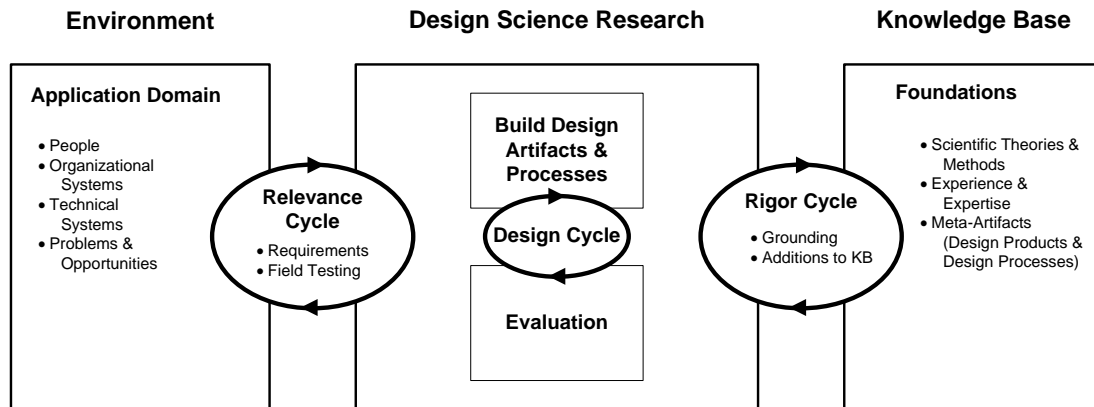 Environment
Design Science Research
Knowledge Base
Application Domain
• People
• Organizational
Systems
• Technical
Systems
• Problems &
Opportunities
Relevance
Cycle
• Requirements
• Field Testing
Build Design
Artifacts &
Processes
Design Cycle
Evaluation
Rigor Cycle
• Grounding
• Additions to KB
Foundations
• Scientific Theories &
Methods
• Experience &
Expertise
• Meta-Artifacts
(Design Products &
Design Processes)